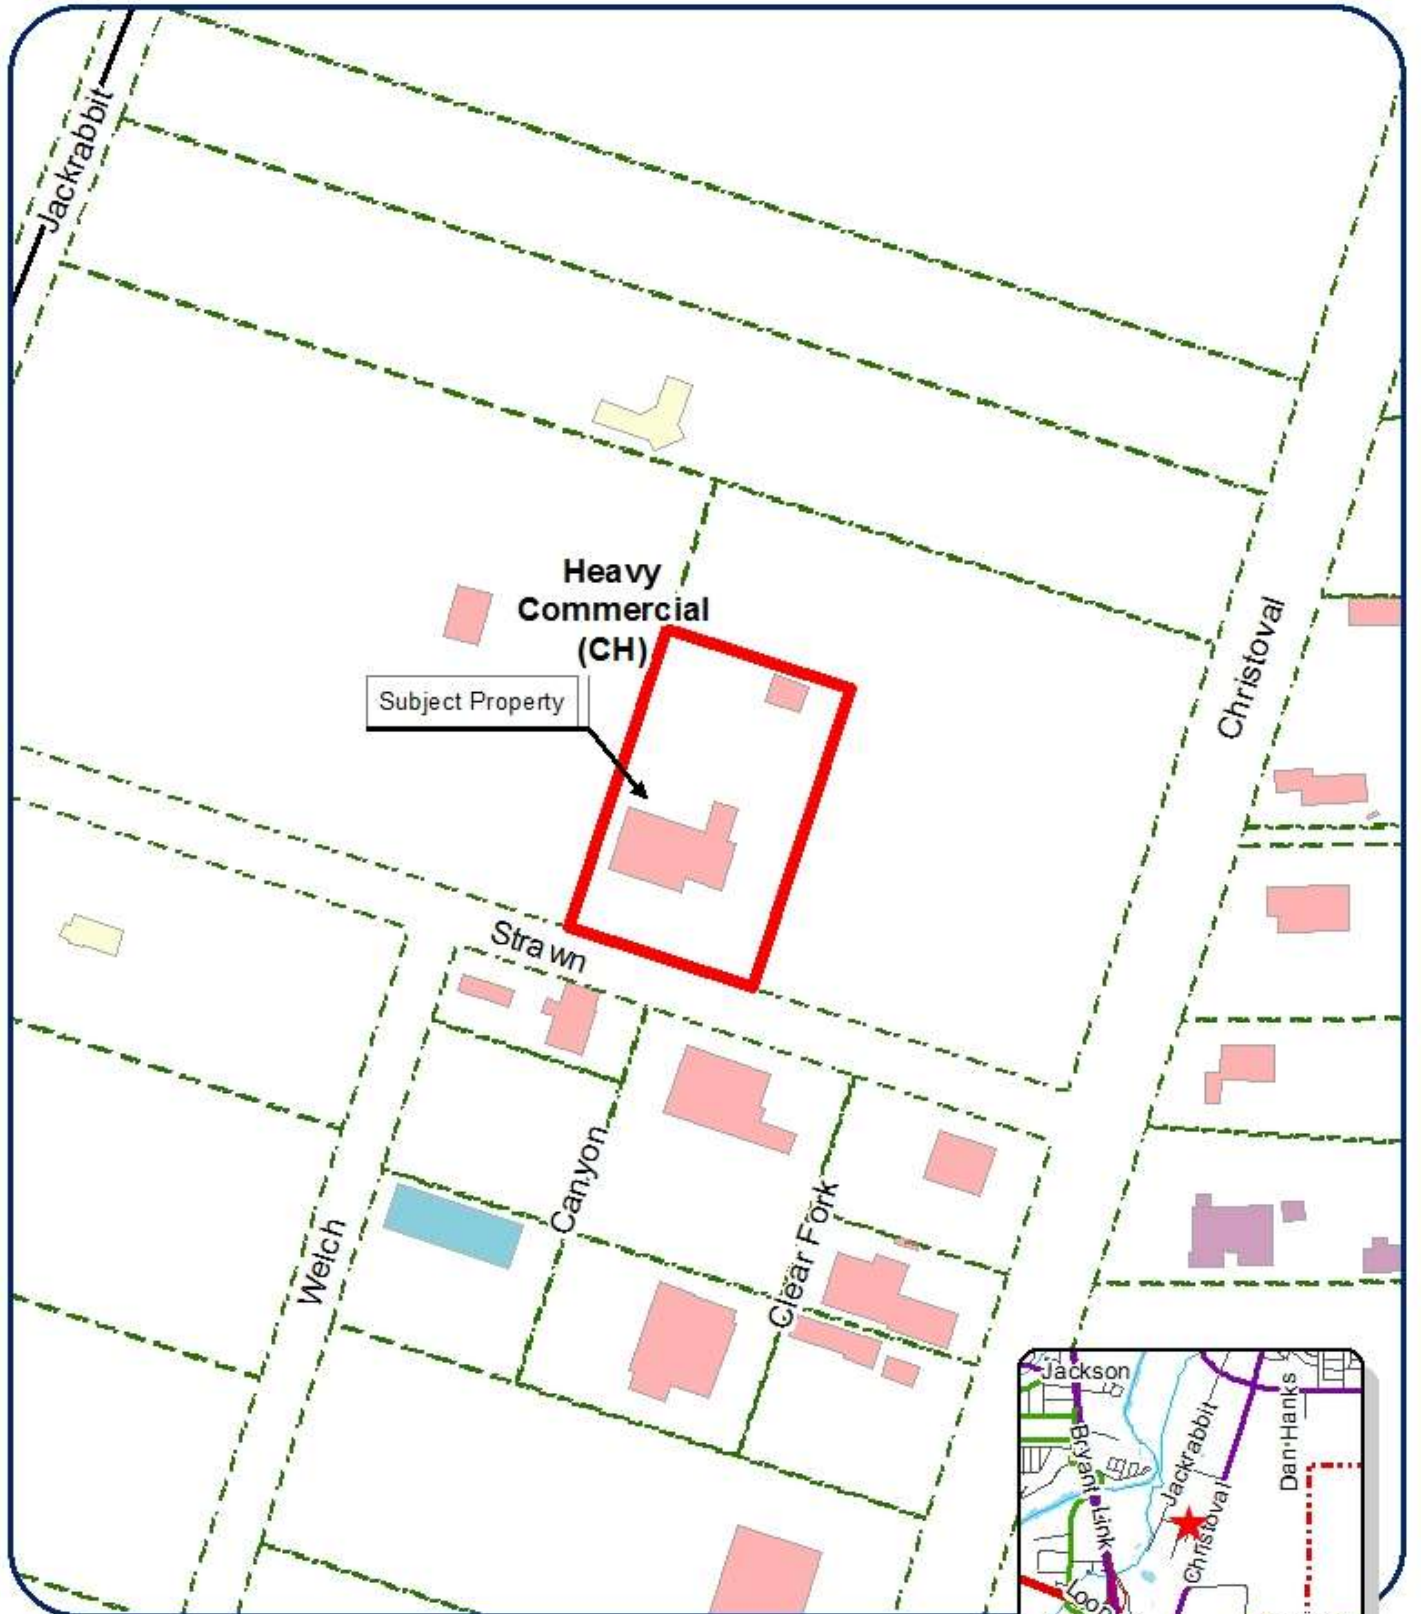 Jackrabbit
Heavy
Commercial
(CH)
Subject Property
Christoval
Strawn
Canyon
Clear Fork
Welch
Jackson
Bryant
Link
Jackrabbit
Christoval
Dan Hanks
Loop